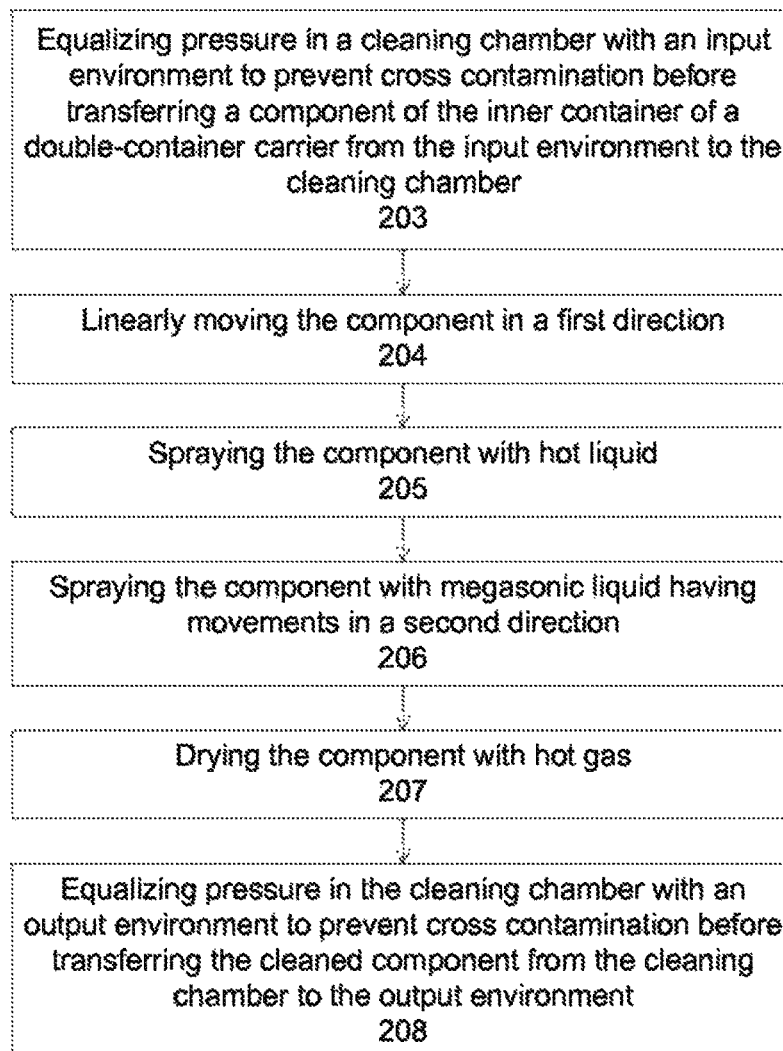 Equalizing pressure in a cleaning chamber with an input
environment to prevent cross contamination before
transferring a component of the inner container of a
double-container carrier from the input environment to the
cleaning chamber
203
Linearly moving the component in a first direction
204
Spraying the component with hot liquid
205
Spraying the component with megasonic liquid having
movements in a second direction
206
Drying the component with hot gas
207
Equalizing pressure in the cleaning chamber with an
output environment to prevent cross contamination before
transferring the cleaned component from the cleaning
chamber to the output environment
208